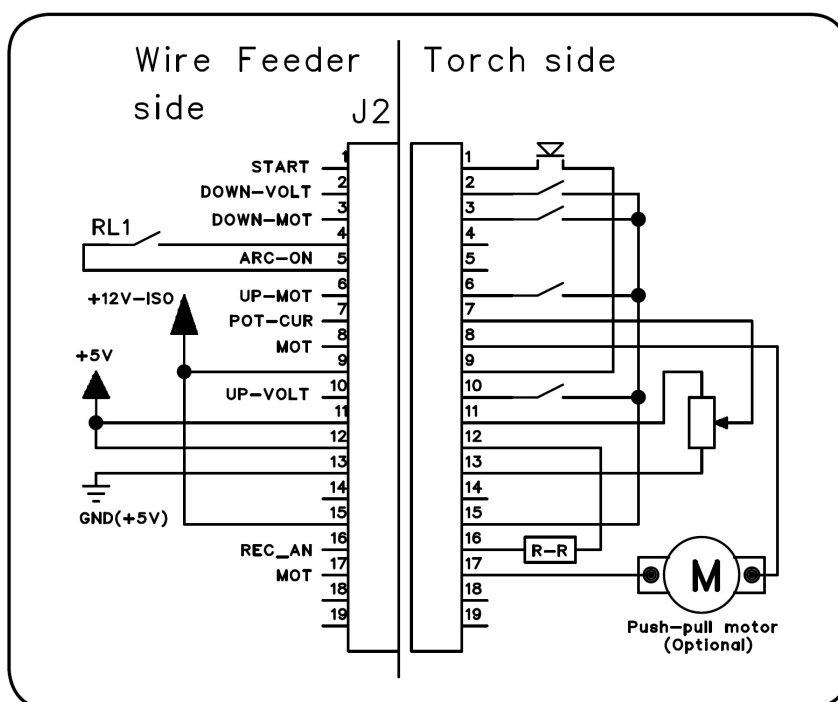 Wire Feeder
side
Torch side
J2
START 1
DOWN-VOLT 2
DOWN-MOT 3
RL1 4
ARC-ON 5
+12V-ISO
UP-MOT 6
POT-CUR 7
MOT 8
+5V
9
UP-VOLT 10
11
12
13
14
GND(+5V)
15
REC_AN 16
MOT 17
18
19
1
2
3
4
5
6
7
8
9
10
11
12
13
14
15
16
R-R
17
M
18
19
Push-pull motor
(Optional)